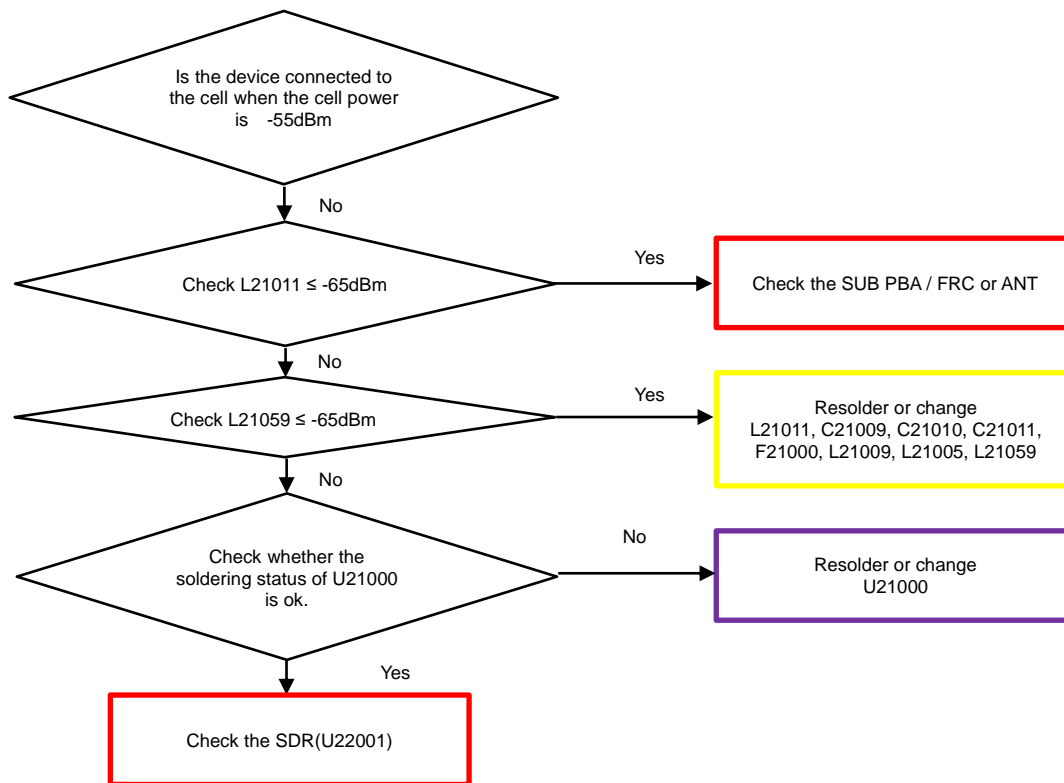 Is the device connected to
the cell when the cell power
is -55dBm
No
Check L21011 ≤ -65dBm
Yes
Check the SUB PBA / FRC or ANT
No
Check L21059 ≤ -65dBm
Yes
Resolder or change
L21011, C21009, C21010, C21011,
F21000, L21009, L21005, L21059
No
Check whether the
soldering status of U21000
is ok.
No
Resolder or change
U21000
Yes
Check the SDR(U22001)